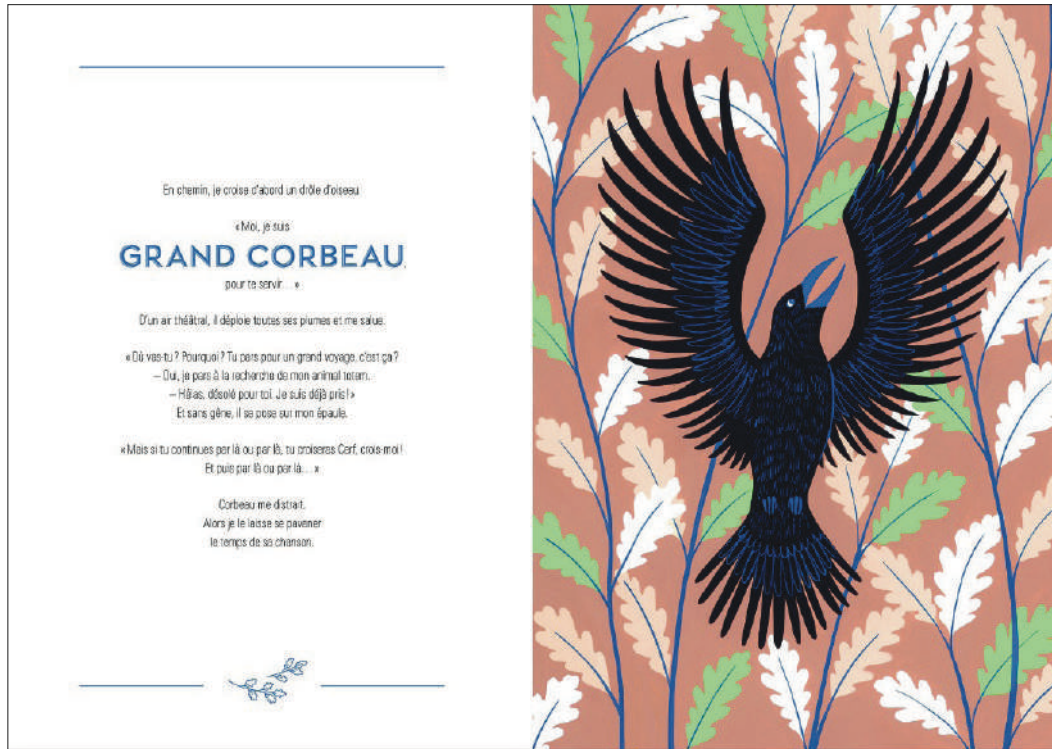 En chemin, je croise d'abord un drôle d'oiseau.
« Moi, je suis
GRAND CORBEAU,
pour te servir… »
D'un air théâtral, il déploie toutes ses plumes et me salue.
« Où vas-tu ? Pourquoi ? Tu pars pour un grand voyage, c'est ça ?
– Oui, je pars à la recherche de mon animal totem.
– Hélas, désolé pour toi. Je suis déjà pris ! »
Et sans gêne, il se pose sur mon épaule.
« Mais si tu continues par là ou par là, tu croiseras Cerf, crois-moi !
Et puis par là ou par là… »
Corbeau me distrait.
Alors je le laisse se pavaner
le temps de sa chanson.